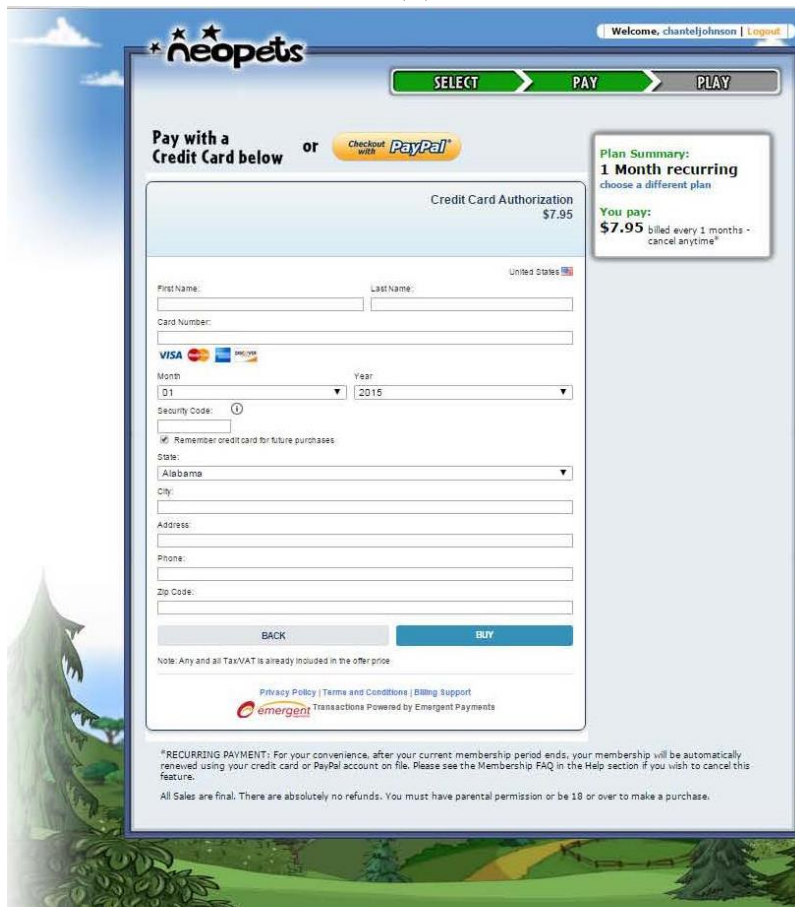 Welcome, chanteljohnson | Logout
neopets
SELECT
PAY
PLAY
Pay with a
Credit Card below
or
Checkout
with
PayPal
Plan Summary:
1 Month recurring
choose a different plan
You pay:
$7.95 billed every 1 months -
cancel anytime*
Credit Card Authorization
$7.95
United States
First Name:
Last Name:
Card Number:
VISA
DISCOVER
Month
Year
01
2015
Security Code:
Remember credit card for future purchases
State:
Alabama
City:
Address:
Phone:
Zip Code:
BACK
BUY
Note: Any and all Tax/VAT is already included in the offer price
Privacy Policy | Terms and Conditions | Billing Support
emergent Transactions Powered by Emergent Payments
*RECURRING PAYMENT: For your convenience, after your current membership period ends, your membership will be automatically
renewed using your credit card or PayPal account on file. Please see the Membership FAQ in the Help section if you wish to cancel this
feature.
All Sales are final. There are absolutely no refunds. You must have parental permission or be 18 or over to make a purchase.